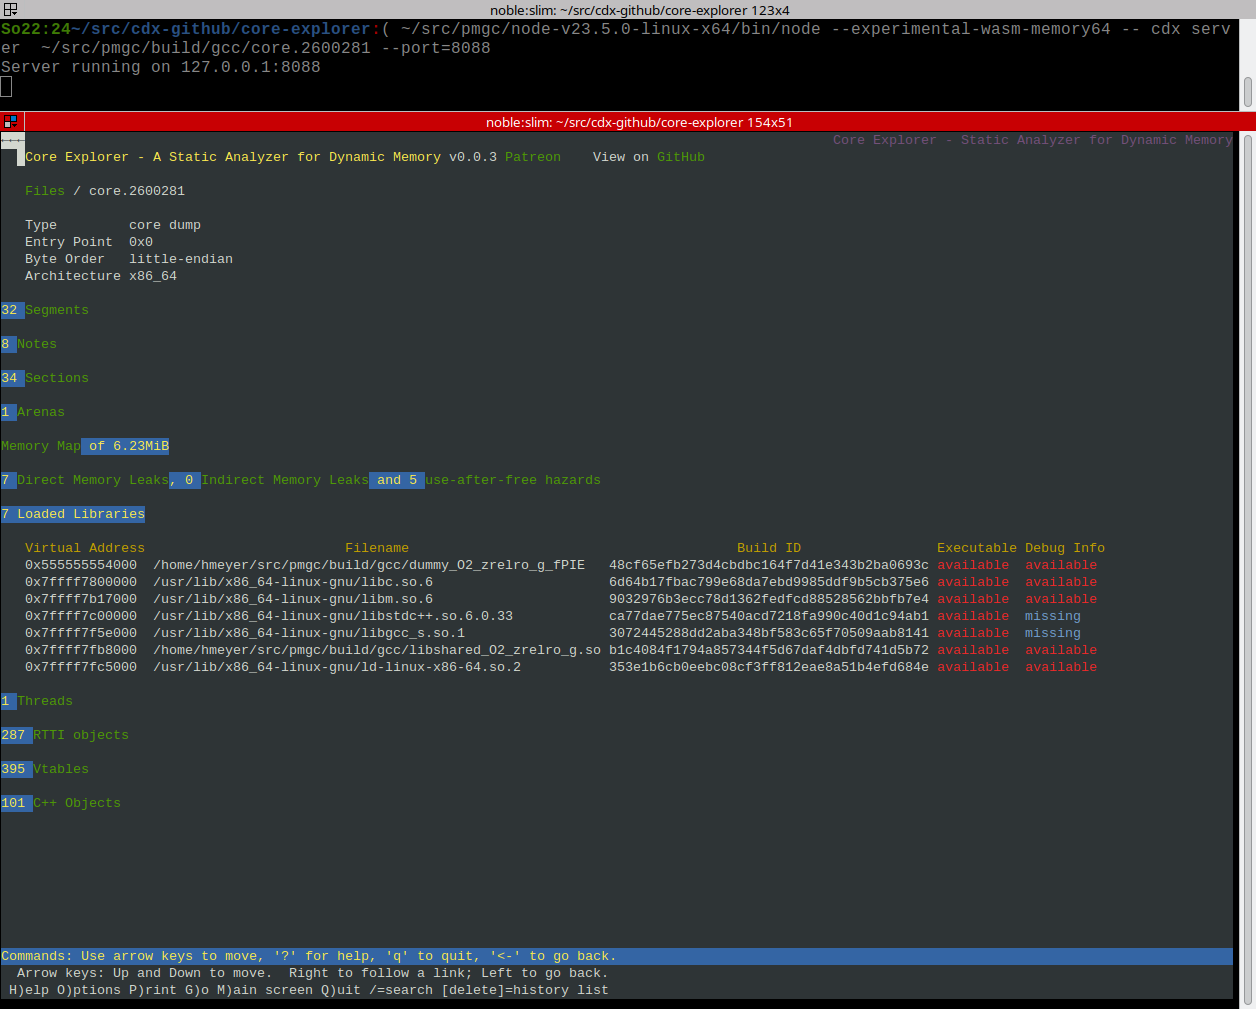 noble:slim: ~/src/cdx-github/core-explorer 123x4
So22:24~/src/cdx-github/core-explorer:( ~/src/pmgc/node-v23.5.0-linux-x64/bin/node --experimental-wasm-memory64 -- cdx serv
er  ~/src/pmgc/build/gcc/core.2600281 --port=8088
Server running on 127.0.0.1:8088
noble:slim: ~/src/cdx-github/core-explorer 154x51
←←← Core Explorer - Static Analyzer for Dynamic Memory
Core Explorer - A Static Analyzer for Dynamic Memory v0.0.3 Patreon    View on GitHub
Files / core.2600281
Type         core dump
Entry Point  0x0
Byte Order   little-endian
Architecture x86_64
32 Segments
8 Notes
34 Sections
1 Arenas
Memory Map of 6.23MiB
7 Direct Memory Leaks, 0 Indirect Memory Leaks and 5 use-after-free hazards
7 Loaded Libraries
Virtual Address Filename Build ID Executable Debug Info
0x555555554000  /home/hmeyer/src/pmgc/build/gcc/dummy_O2_zrelro_g_fPIE   48cf65efb273d4cbdbc164f7d41e343b2ba0693c available  available
0x7ffff7800000  /usr/lib/x86_64-linux-gnu/libc.so.6 6d64b17fbac799e68da7ebd9985ddf9b5cb375e6 available  available
0x7ffff7b17000  /usr/lib/x86_64-linux-gnu/libm.so.6 9032976b3ecc78d1362fedfcd88528562bbfb7e4 available  available
0x7ffff7c00000  /usr/lib/x86_64-linux-gnu/libstdc++.so.6.0.33 ca77dae775ec87540acd7218fa990c40d1c94ab1 available  missing
0x7ffff7f5e000  /usr/lib/x86_64-linux-gnu/libgcc_s.so.1 3072445288dd2aba348bf583c65f70509aab8141 available  missing
0x7ffff7fb8000  /home/hmeyer/src/pmgc/build/gcc/libshared_O2_zrelro_g.so b1c4084f1794a857344f5d67daf4dbfd741d5b72 available  available
0x7ffff7fc5000  /usr/lib/x86_64-linux-gnu/ld-linux-x86-64.so.2 353e1b6cb0eebc08cf3ff812eae8a51b4efd684e available  available
1 Threads
287 RTTI objects
395 Vtables
101 C++ Objects
Commands: Use arrow keys to move, '?' for help, 'q' to quit, '<-' to go back.
Arrow keys: Up and Down to move.  Right to follow a link; Left to go back.
H)elp O)ptions P)rint G)o M)ain screen Q)uit /=search [delete]=history list